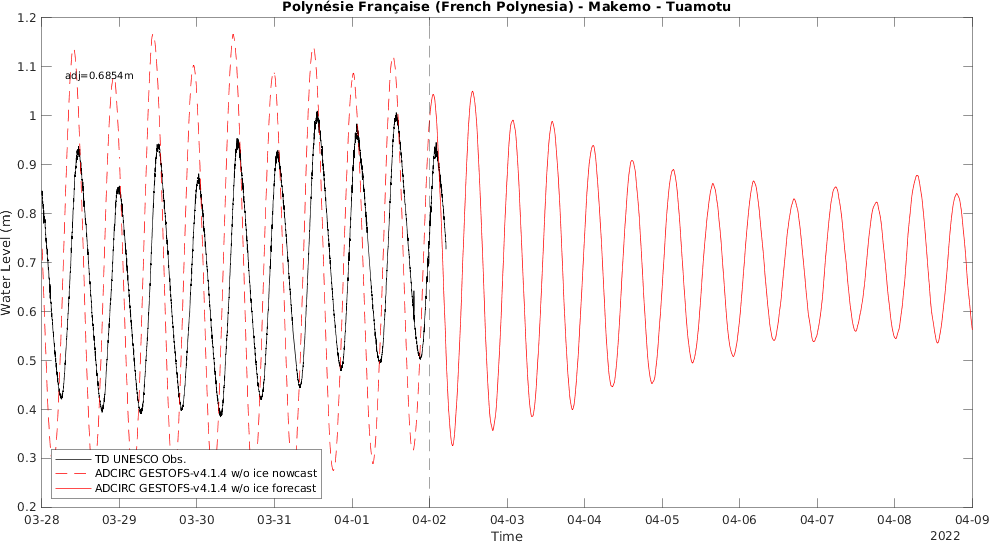 Polynésie Française (French Polynesia) - Makemo - Tuamotu
1.2
1.1
1
0.9
0.8
0.7
0.6
0.5
0.4
0.3
0.2
Water Level (m)
adj=0.6854m
TD UNESCO Obs.
ADCIRC GESTOFS-v4.1.4 w/o ice nowcast
ADCIRC GESTOFS-v4.1.4 w/o ice forecast
03-28 03-29 03-30 03-31 04-01 04-02 04-03 04-04 04-05 04-06 04-07 04-08 04-09
Time
2022